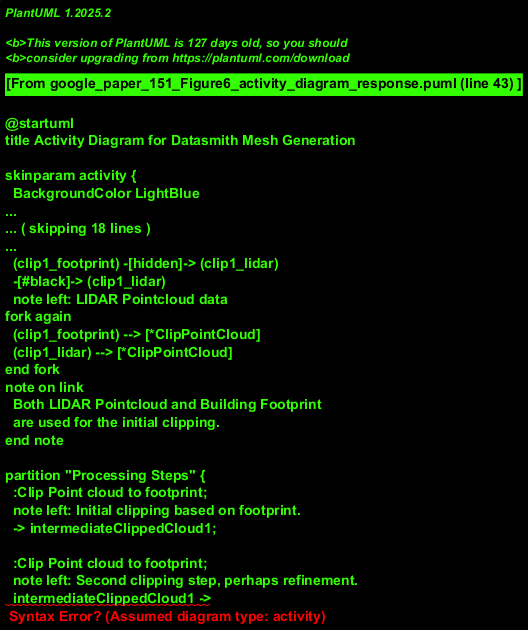 PlantUML 1.2025.2
<b>This version of PlantUML is 127 days old, so you should
<b>consider upgrading from https://plantuml.com/download
[From google_paper_151_Figure6_activity_diagram_response.puml (line 43) ]
@startuml
title Activity Diagram for Datasmith Mesh Generation
skinparam activity {
BackgroundColor LightBlue
...
... ( skipping 18 lines )
...
(clip1_footprint) -[hidden]-> (clip1_lidar)
-[#black]-> (clip1_lidar)
note left: LIDAR Pointcloud data
fork again
(clip1_footprint) --> [*ClipPointCloud]
(clip1_lidar) --> [*ClipPointCloud]
end fork
note on link
Both LIDAR Pointcloud and Building Footprint
are used for the initial clipping.
end note
partition "Processing Steps" {
:Clip Point cloud to footprint;
note left: Initial clipping based on footprint.
-> intermediateClippedCloud1;
:Clip Point cloud to footprint;
note left: Second clipping step, perhaps refinement.
intermediateClippedCloud1 ->
Syntax Error? (Assumed diagram type: activity)